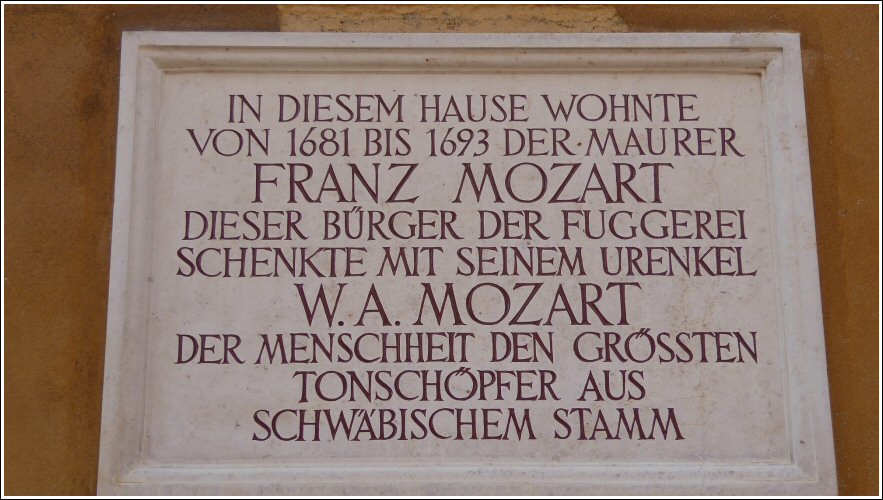 IN DIESEM HAUSE WOHNTE
VON 1681 BIS 1693 DER MAURER
FRANZ MOZART
DIESER BÜRGER DER FUGGEREI
SCHENKTE MIT SEINEM URENKEL
W. A. MOZART
DER MENSCHHEIT DEN GRÖSSTEN
TONSCHÖPFER AUS
SCHWÄBISCHEM STAMM